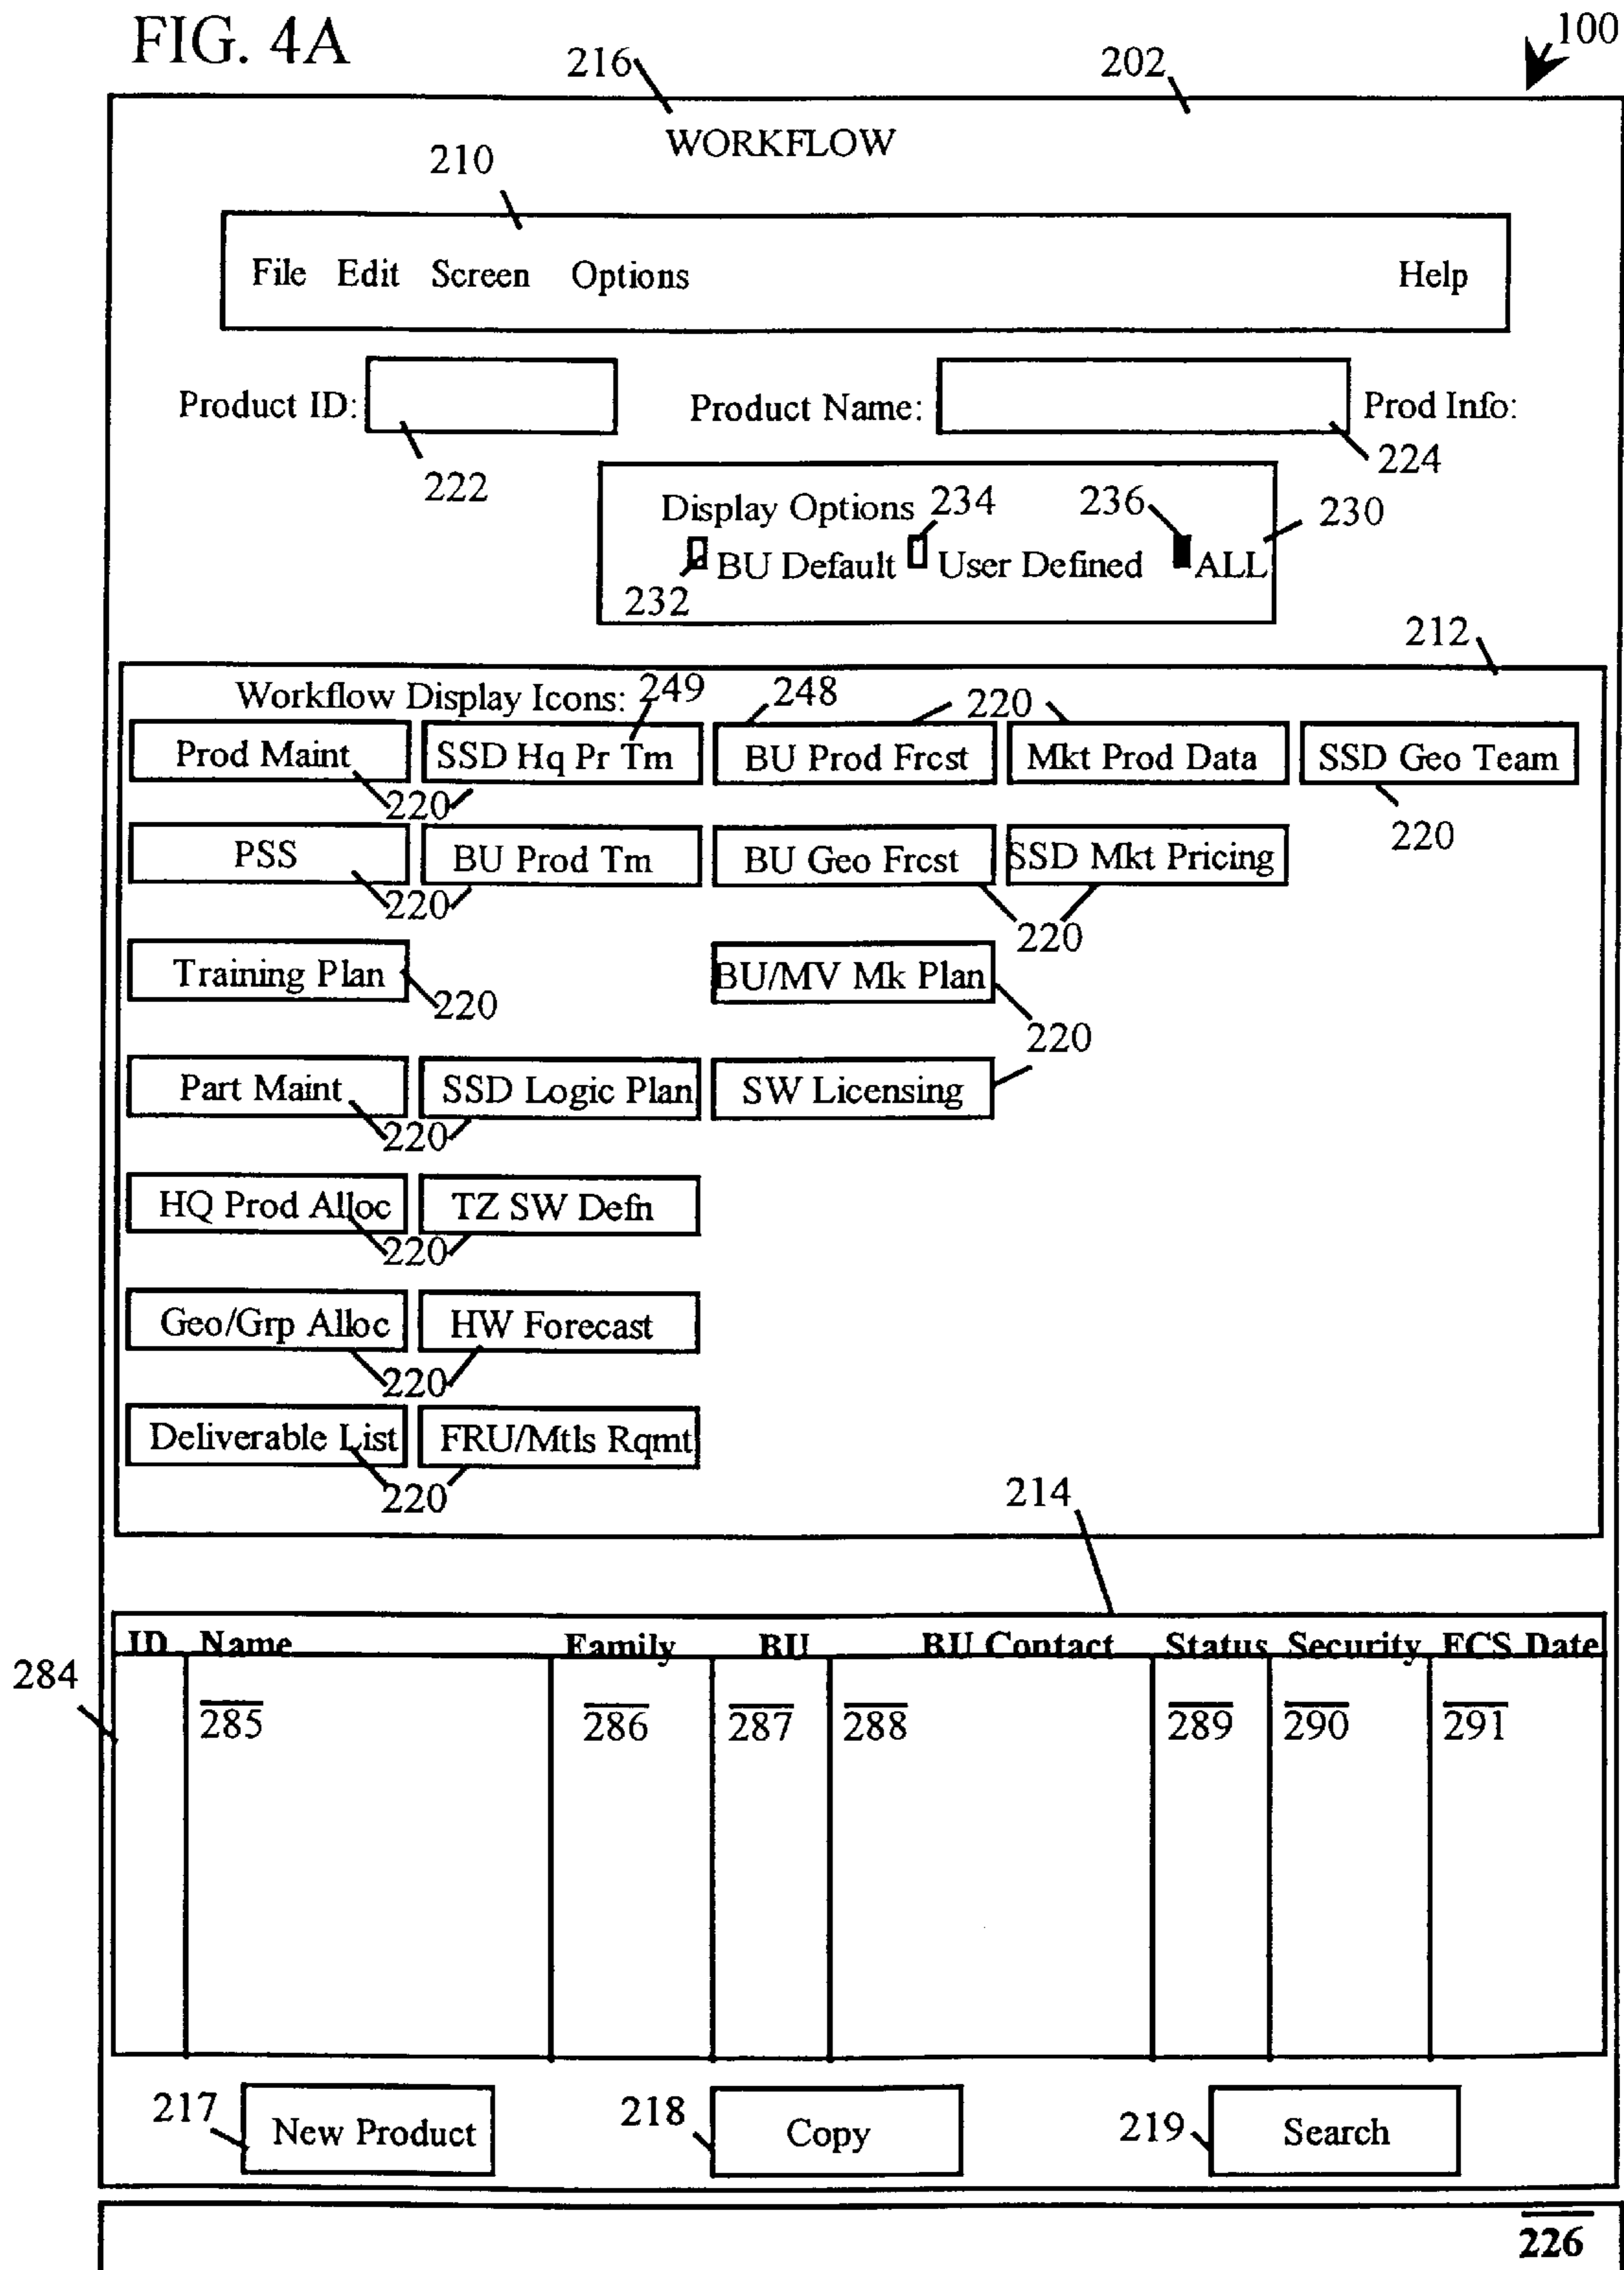 FIG. 4A
100
216 202
WORKFLOW
210
File Edit Screen Options Help
Product ID: Product Name: Prod Info:
222 224
Display Options 234 236 230
BU Default User Defined ALL
232
212
Workflow Display Icons: 249 248 220
Prod Maint SSD Hq Pr Tm BU Prod Frcst Mkt Prod Data SSD Geo Team
220 220
PSS BU Prod Tm BU Geo Frcst SSD Mkt Pricing
220 220
Training Plan BU/MV Mk Plan
220 220
Part Maint SSD Logic Plan SW Licensing
220
HQ Prod Alloc TZ SW Defn
220
Geo/Grp Alloc HW Forecast
220
Deliverable List FRU/Mtls Rqmt
220
214
ID Name Family BU BU Contact Status Security FCS Date
284
285 286 287 288 289 290 291
217 New Product 218 Copy 219 Search
226